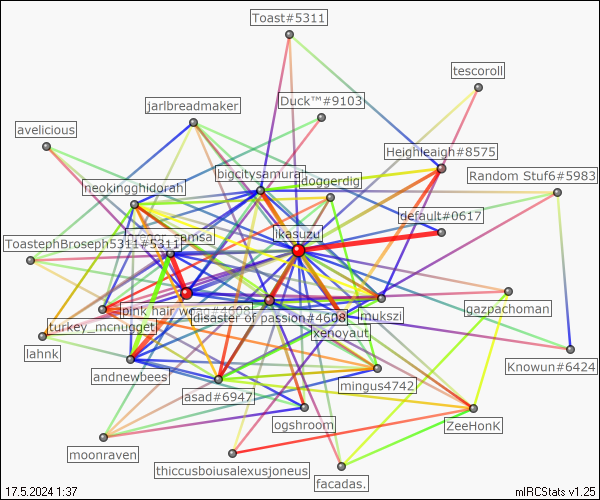 Toast#5311
tescoroll
Duck™#9103
jarlbreadmaker
avelicious
Heighleaigh#8575
bigcitysamurai
doggerdig
Random Stuf6#5983
neokingghidorah
default#0617
ikasuzu
amsa
ToastephBroseph5311#5311
pink hair
#4608
gazpachoman
disaster of passion#4608
mukszi
turkey_mcnugget
xenoyaut
lahnk
Knowun#6424
andnewbees
mingus4742
asad#6947
ogshroom
ZeeHonK
moonraven
thiccusboiusalexusjoneus
facadas.
17.5.2024 1:37
mIRCStats v1.25